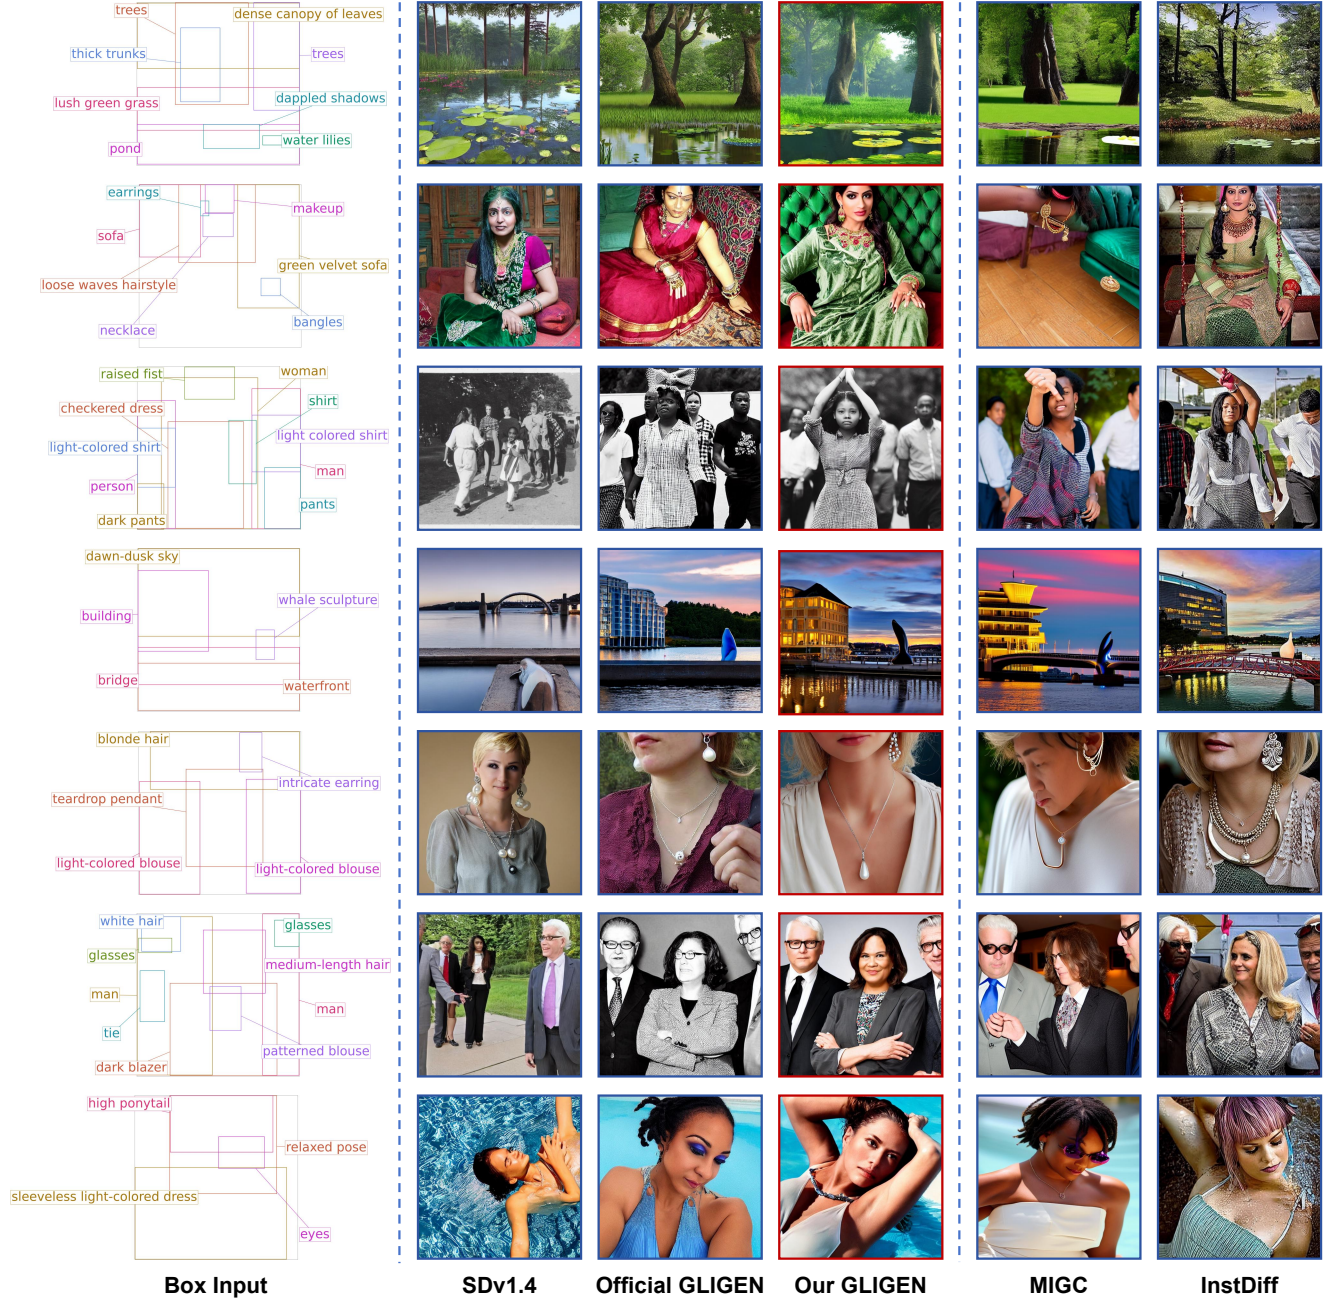 trees
dense canopy of leaves
thick trunks
trees
lush green grass
dappled shadows
water lilies
pond
earrings
makeup
sofa
green velvet sofa
loose waves hairstyle
necklace
bangles
raised fist
woman
checkered dress
shirt
light-colored shirt
light colored shirt
man
person
pants
dark pants
dawn-dusk sky
building
whale sculpture
bridge
waterfront
blonde hair
intricate earring
teardrop pendant
light-colored blouse
light-colored blouse
white hair
glasses
glasses
medium-length hair
man
man
tie
patterned blouse
dark blazer
high ponytail
relaxed pose
sleeveless light-colored dress
eyes
Box Input
SDv1.4
Official GLIGEN
Our GLIGEN
MIGC
InstDiff